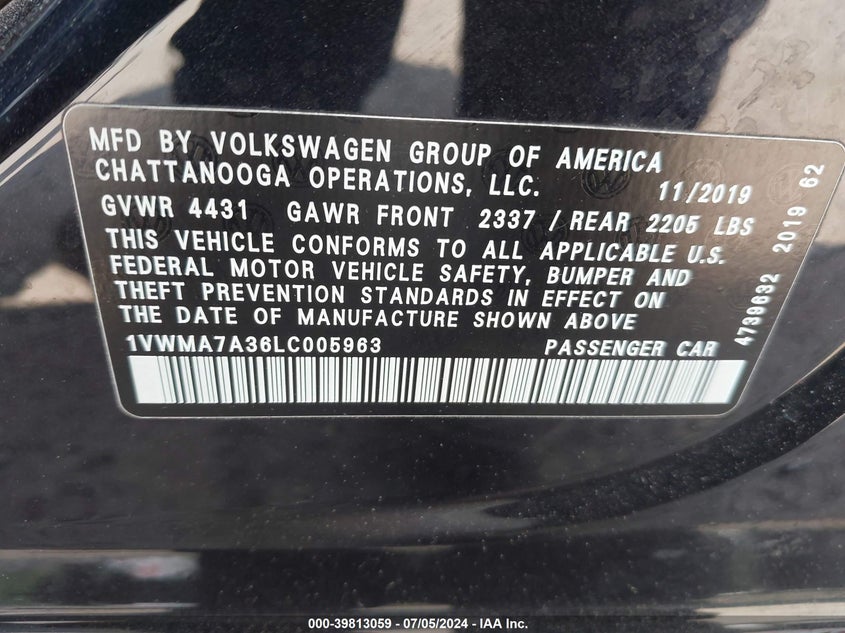 MFD BY VOLKSWAGEN GROUP OF AMERICA
CHATTANOOGA OPERATIONS, LLC. 11/2019
GVWR 4431 GAWR FRONT 2337 / REAR 2205 LBS
THIS VEHICLE CONFORMS TO ALL APPLICABLE U.S.
FEDERAL MOTOR VEHICLE SAFETY, BUMPER AND
THEFT PREVENTION STANDARDS IN EFFECT ON
THE DATE OF MANUFACTURE SHOWN ABOVE
1VWMA7A36LC005963 PASSENGER CAR
4739632 2019 62
000-39813059 - 07/05/2024 - IAA Inc.